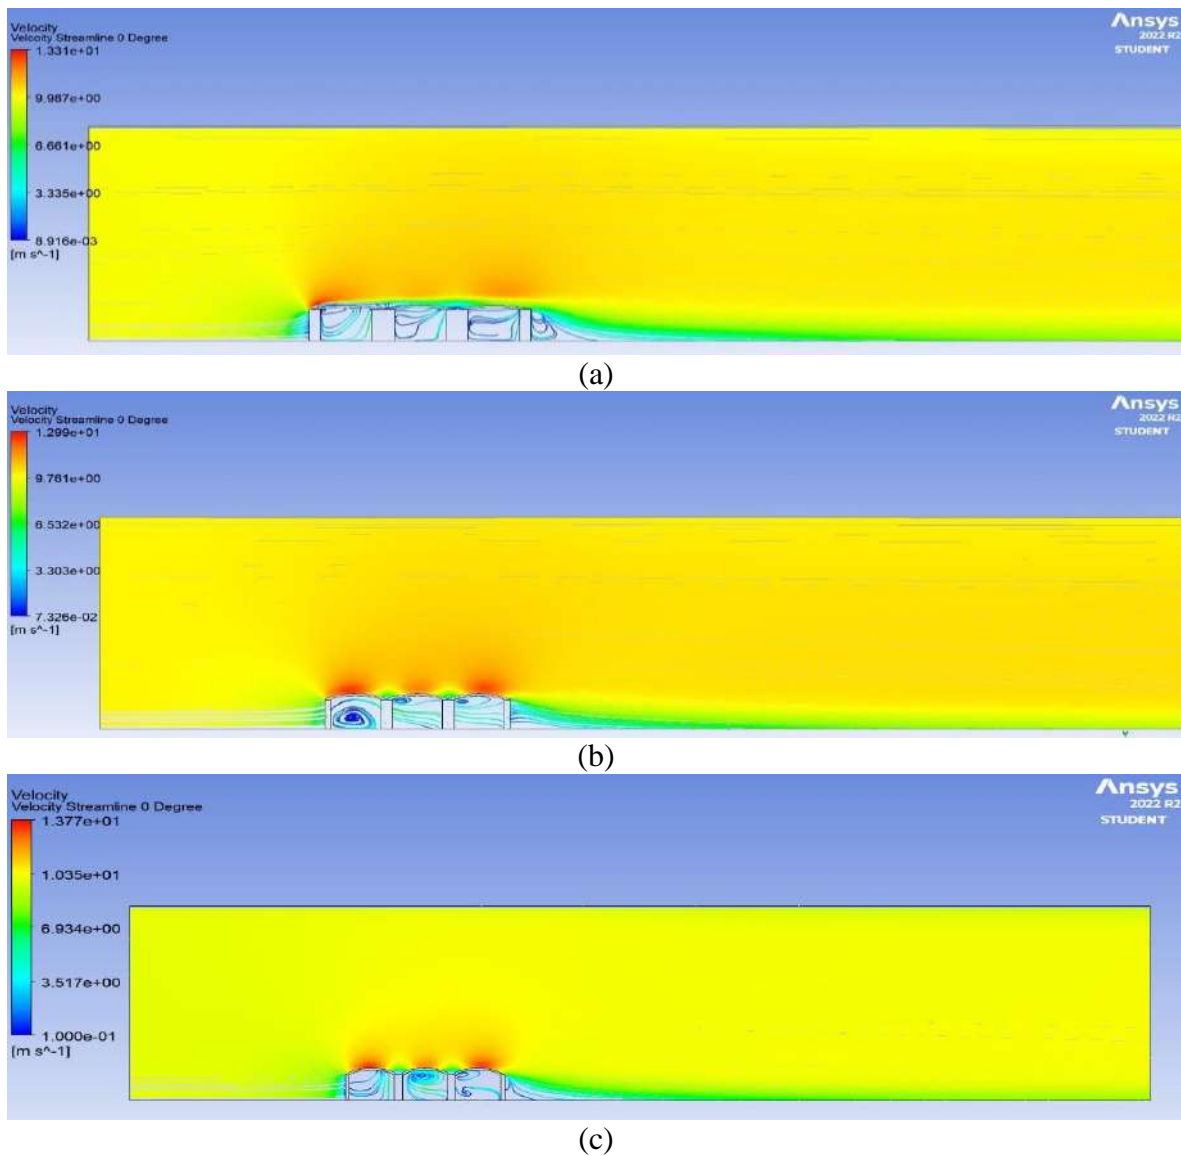 Velocity
Velocity Streamline 0 Degree
1.331e+01
9.987e+00
6.661e+00
3.335e+00
8.916e-03
[m s^-1]
Ansys
2022 R2
STUDENT
(a)
Velocity
Velocity Streamline 0 Degree
1.299e+01
9.761e+00
6.532e+00
3.303e+00
7.326e-02
[m s^-1]
Ansys
2022 R2
STUDENT
(b)
Velocity
Velocity Streamline 0 Degree
1.377e+01
1.035e+01
6.934e+00
3.517e+00
1.000e-01
[m s^-1]
Ansys
2022 R2
STUDENT
(c)